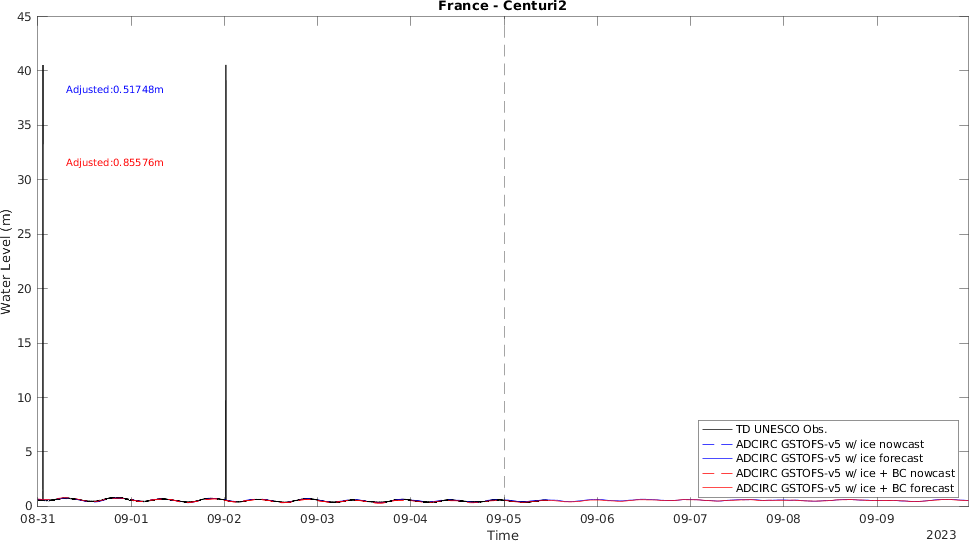 France - Centuri2
45
40
35
30
25
20
15
10
5
0
Water Level (m)
Adjusted:0.51748m
Adjusted:0.85576m
TD UNESCO Obs.
ADCIRC GSTOFS-v5 w/ ice nowcast
ADCIRC GSTOFS-v5 w/ ice forecast
ADCIRC GSTOFS-v5 w/ ice + BC nowcast
ADCIRC GSTOFS-v5 w/ ice + BC forecast
08-31 09-01 09-02 09-03 09-04 09-05 09-06 09-07 09-08 09-09
Time
2023